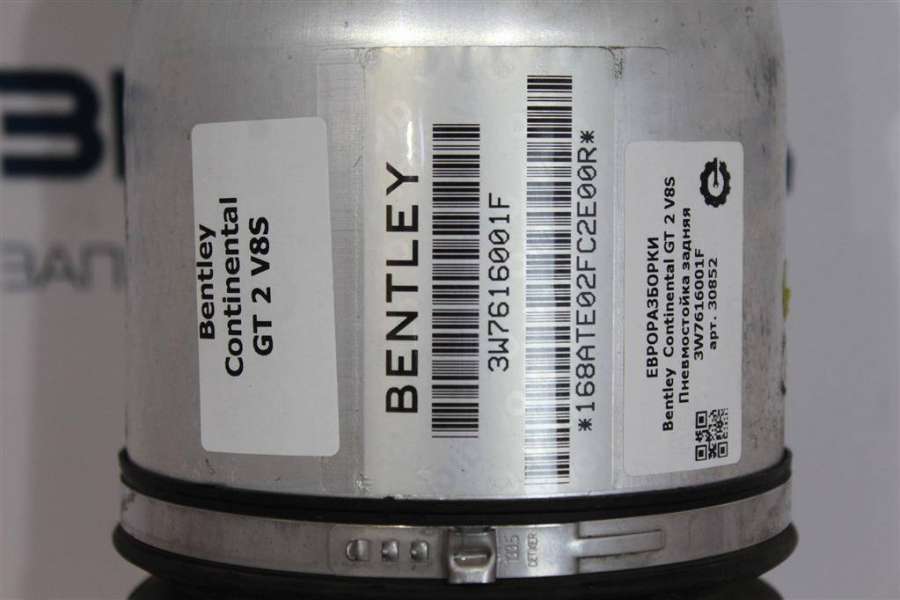 Bentley
Continental
GT 2 V8S
BENTLEY
3W7616001F
*168ATE02FC2E00R*
ЕВРОРАЗБОРКИ
Bentley Continental GT 2 V8S
Пневмостойка задняя
3W7616001F
арт. 30852
OETIKER